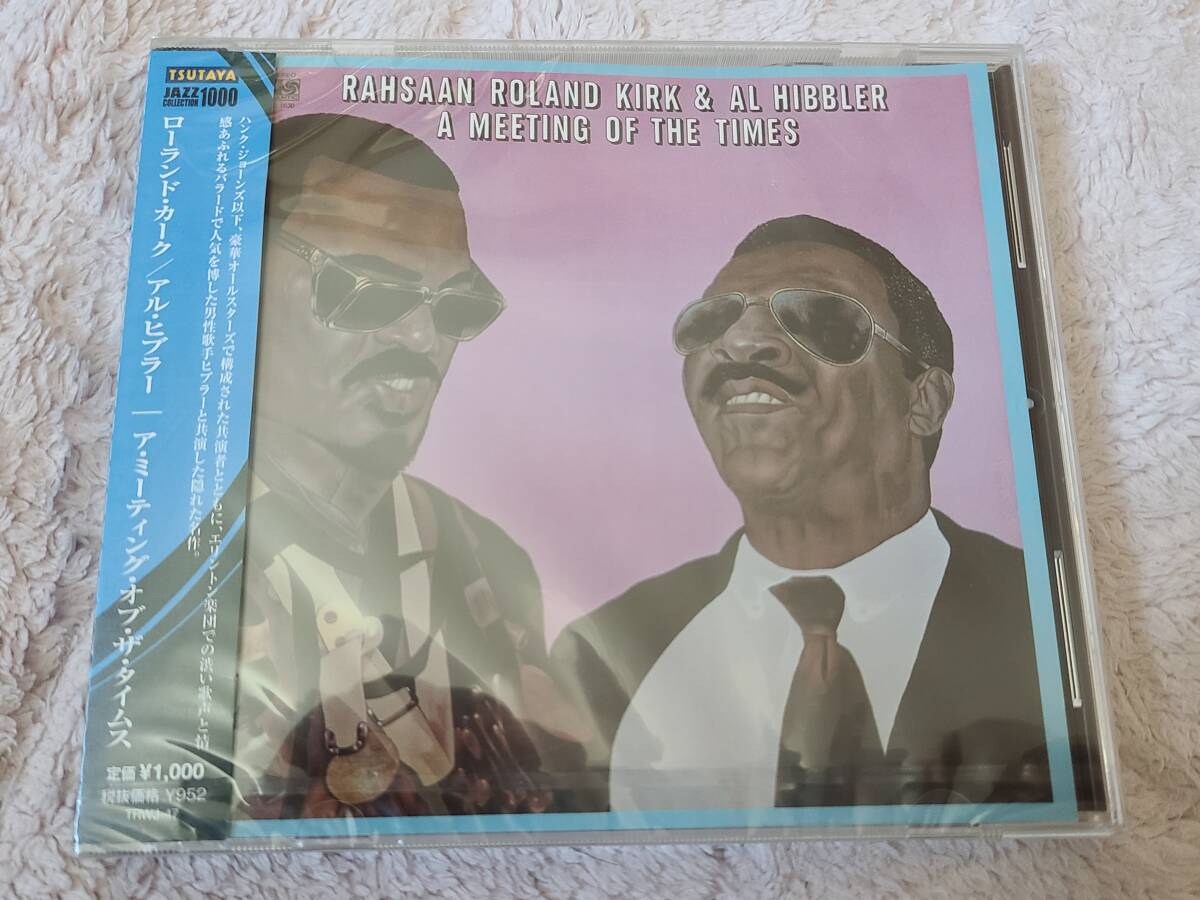 TSUTAYA
JAZZ
COLLECTION 1000
ハンク・ジョーンズ以下、豪華オールスターズで構成された共演者とともに、エリントン楽団での渋い歌声と情
感あふれるバラードで人気を博した男性歌手ヒブラーと共演した隠れた名作。
ローランド・カーク／アル・ヒブラー｜ア・ミーティング・オブ・ザ・タイムス
定価 ¥1,000
税抜価格 ¥952
RAHSAAN ROLAND KIRK & AL HIBBLER
A MEETING OF THE TIMES